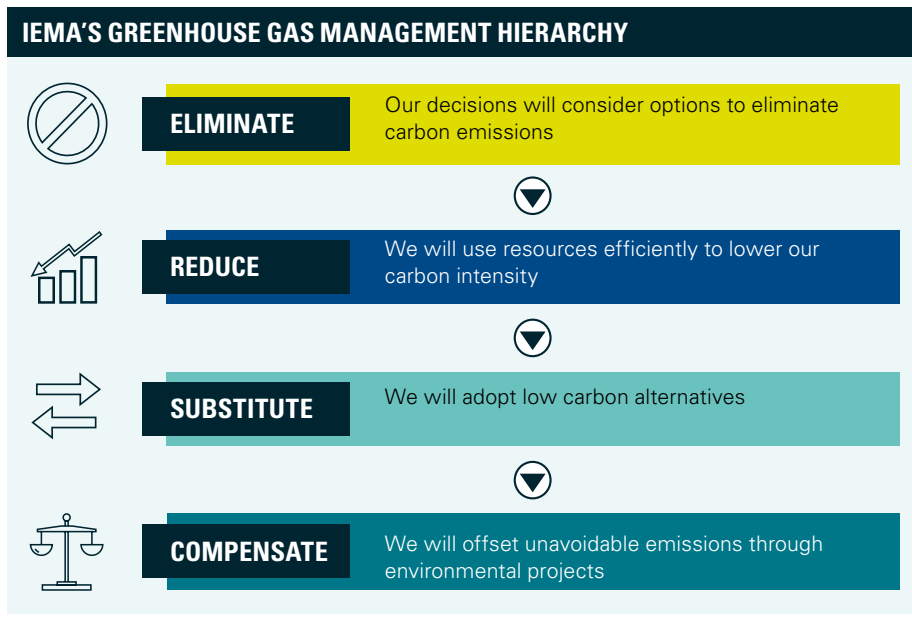 IEMA'S GREENHOUSE GAS MANAGEMENT HIERARCHY
ELIMINATE
Our decisions will consider options to eliminate
carbon emissions
REDUCE
We will use resources efficiently to lower our
carbon intensity
SUBSTITUTE
We will adopt low carbon alternatives
COMPENSATE
We will offset unavoidable emissions through
environmental projects